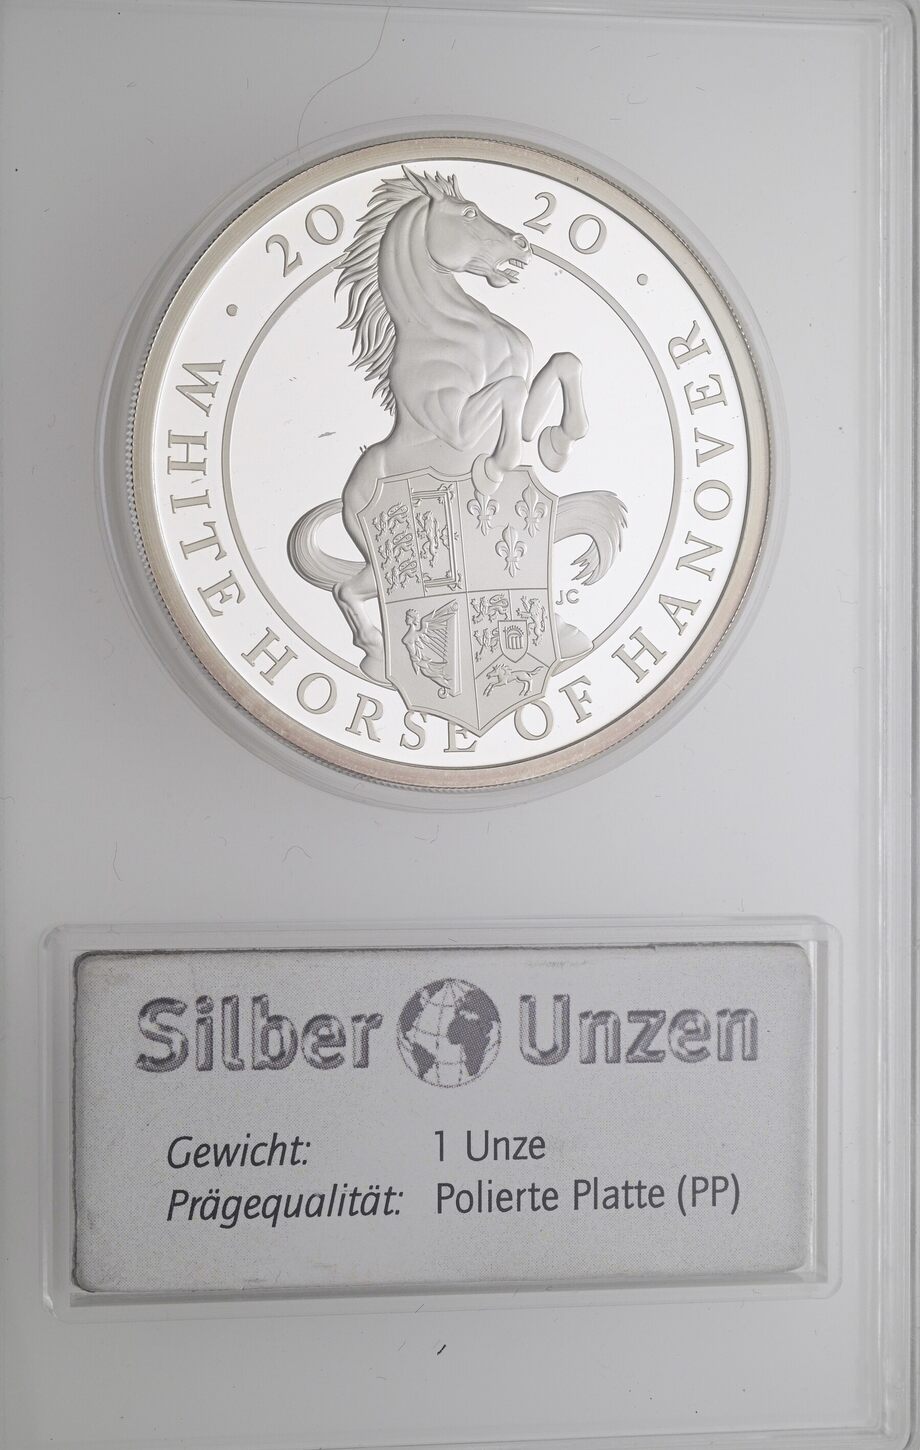 2020
· WHITE HORSE OF HANOVER ·
JC
Silber Unzen
Gewicht: 1 Unze
Prägequalität: Polierte Platte (PP)